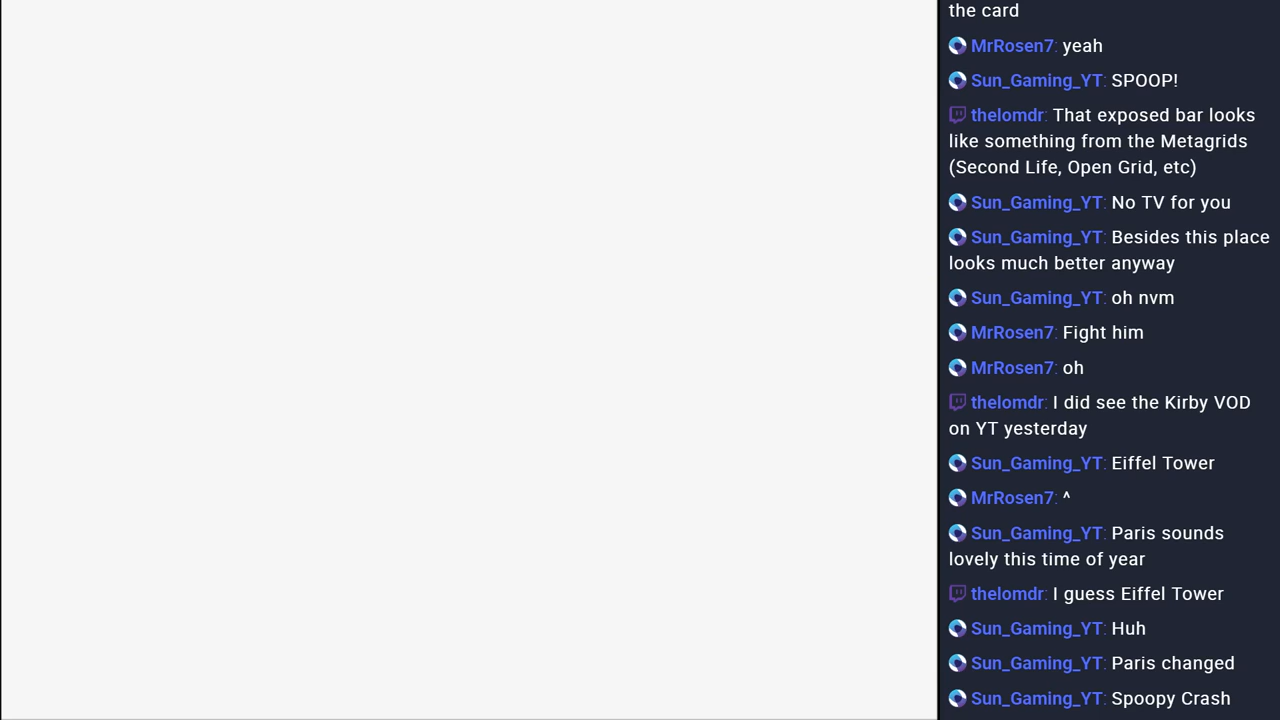 the card
MrRosen7: yeah
Sun_Gaming_YT: SPOOP!
thelomdr: That exposed bar looks
like something from the Metagrids
(Second Life, Open Grid, etc)
Sun_Gaming_YT: No TV for you
Sun_Gaming_YT: Besides this place
looks much better anyway
Sun_Gaming_YT: oh nvm
MrRosen7: Fight him
MrRosen7: oh
thelomdr: I did see the Kirby VOD
on YT yesterday
Sun_Gaming_YT: Eiffel Tower
MrRosen7: ^
Sun_Gaming_YT: Paris sounds
lovely this time of year
thelomdr: I guess Eiffel Tower
Sun_Gaming_YT: Huh
Sun_Gaming_YT: Paris changed
Sun_Gaming_YT: Spoopy Crash